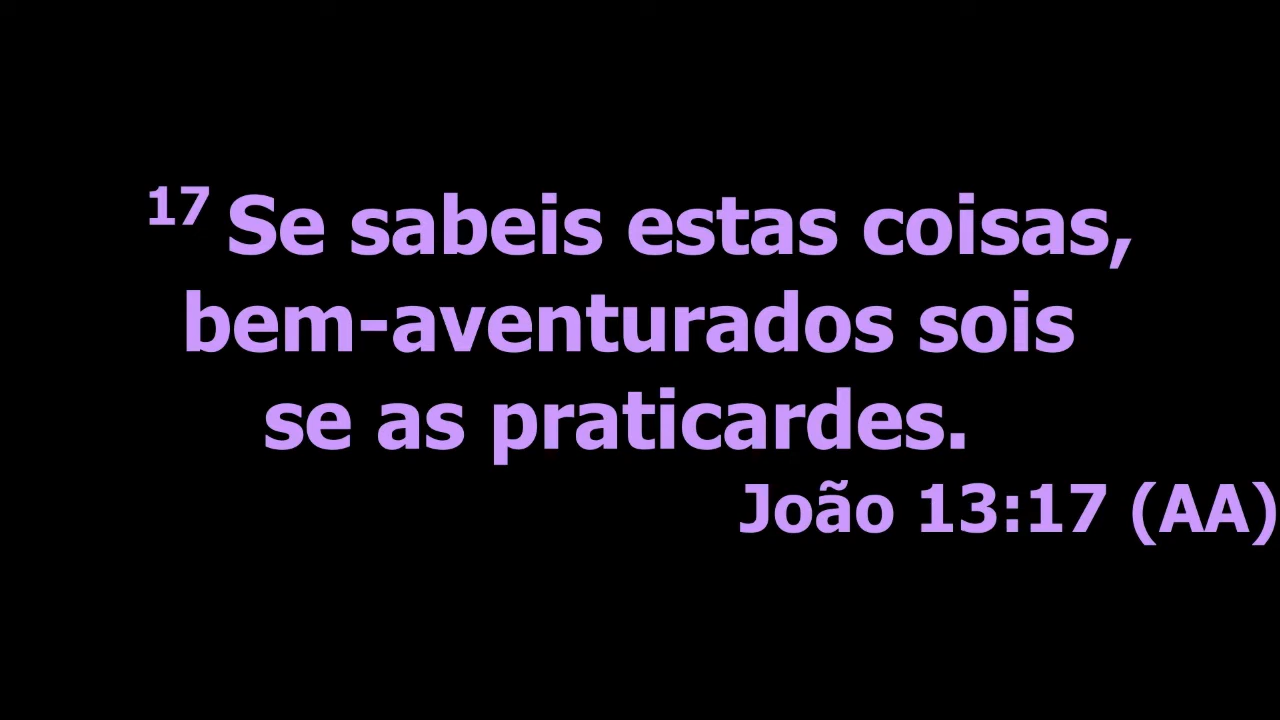 17 Se sabeis estas coisas,
bem-aventurados sois
se as praticardes.
João 13:17 (AA)